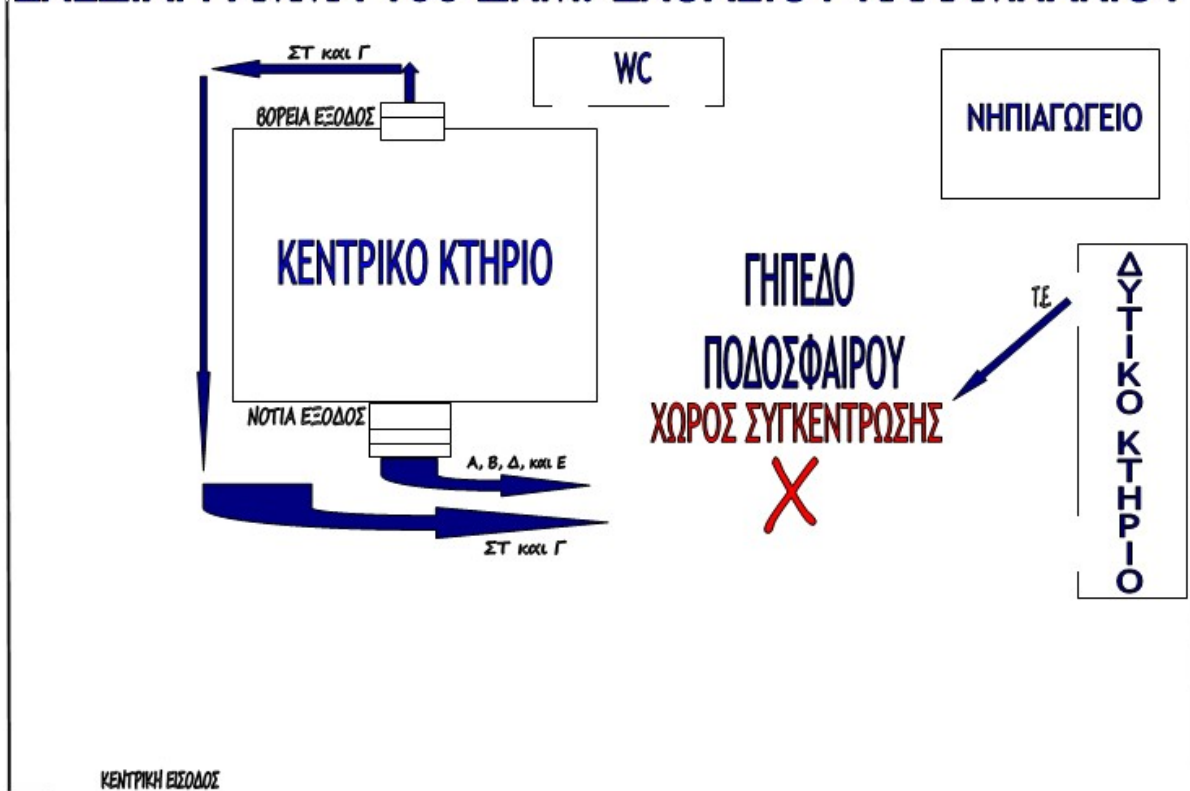 ΣΤ και Γ
WC
ΝΗΠΙΑΓΩΓΕΙΟ
ΒΟΡΕΙΑ ΕΞΟΔΟΣ
ΚΕΝΤΡΙΚΟ ΚΤΗΡΙΟ
ΓΗΠΕΔΟ
ΠΟΔΟΣΦΑΙΡΟΥ
ΧΩΡΟΣ ΣΥΓΚΕΝΤΡΩΣΗΣ
Χ
Τ.Ε
ΔΥΤΙΚΟ ΚΤΗΡΙΟ
ΝΟΤΙΑ ΕΞΟΔΟΣ
Α, Β, Δ, και Ε
ΣΤ και Γ
ΚΕΝΤΡΙΚΗ ΕΙΣΟΔΟΣ